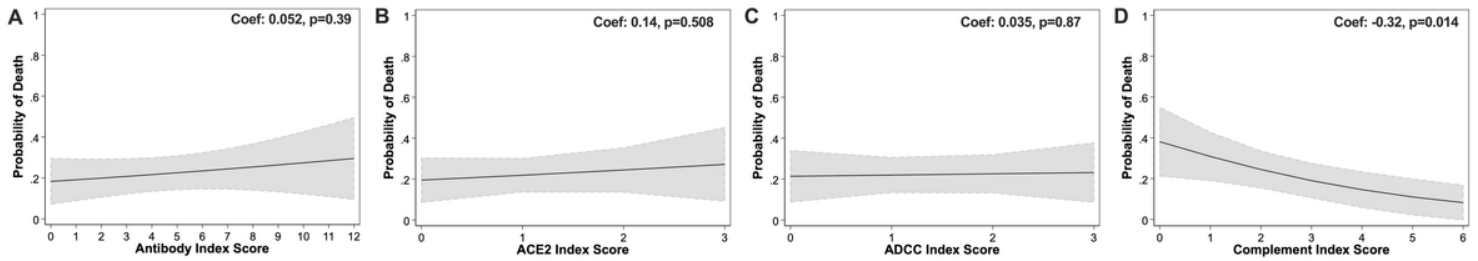 A
Coef: 0.052, p=0.39
Probability of Death
1
.8
.6
.4
.2
0
0 1 2 3 4 5 6 7 8 9 10 11 12
Antibody Index Score
B
Coef: 0.14, p=0.508
Probability of Death
1
.8
.6
.4
.2
0
0 1 2 3
ACE2 Index Score
C
Coef: 0.035, p=0.87
Probability of Death
1
.8
.6
.4
.2
0
0 1 2 3
ADCC Index Score
D
Coef: -0.32, p=0.014
Probability of Death
1
.8
.6
.4
.2
0
0 1 2 3 4 5 6
Complement Index Score